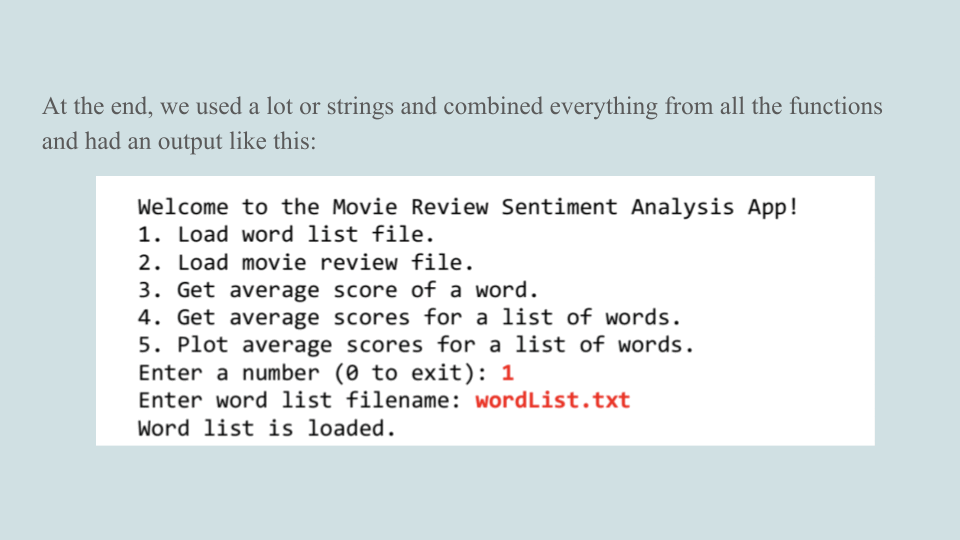 At the end, we used a lot or strings and combined everything from all the functions
and had an output like this:
Welcome to the Movie Review Sentiment Analysis App!
1. Load word list file.
2. Load movie review file.
3. Get average score of a word.
4. Get average scores for a list of words.
5. Plot average scores for a list of words.
Enter a number (0 to exit): 1
Enter word list filename: wordList.txt
Word list is loaded.